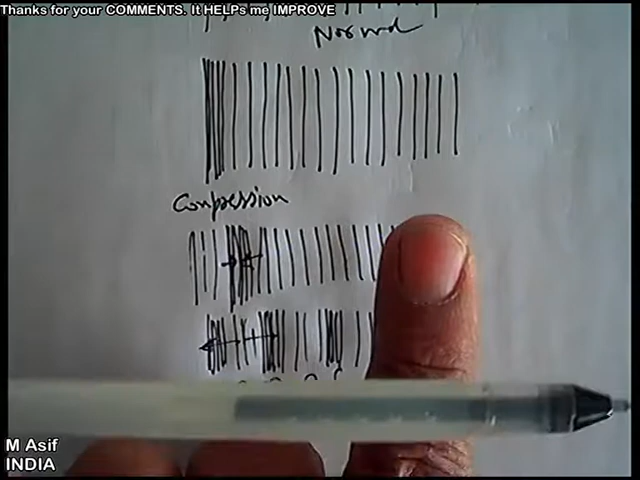 Thanks for your COMMENTS. It HELPs me IMPROVE
Normal
Compression
M Asif
INDIA